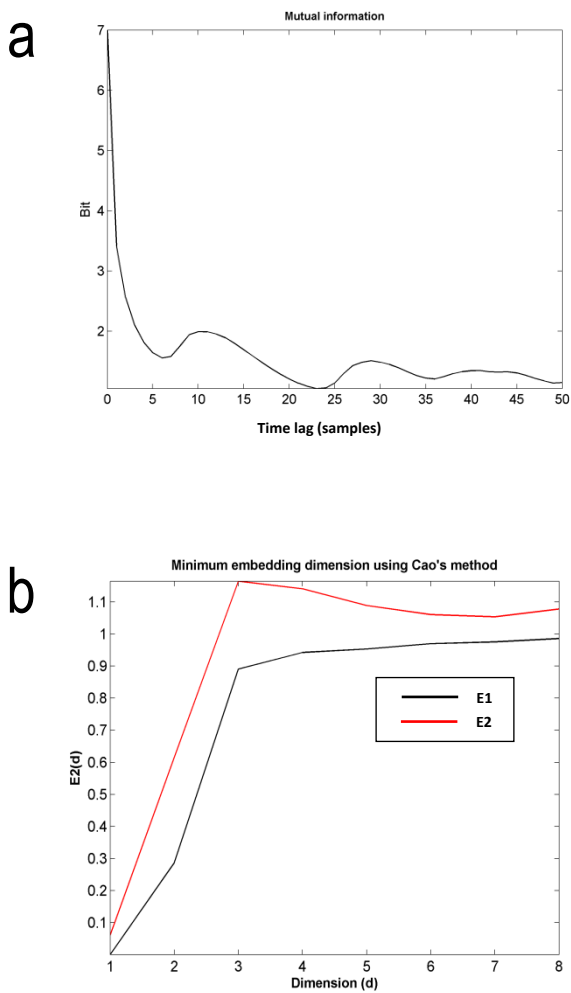 a
Mutual information
7
6
5
4
3
2
Bit
0 5 10 15 20 25 30 35 40 45 50
Time lag (samples)
b
Minimum embedding dimension using Cao's method
1.1
1
0.9
0.8
0.7
0.6
0.5
0.4
0.3
0.2
0.1
E2(d)
E1
E2
1 2 3 4 5 6 7 8
Dimension (d)